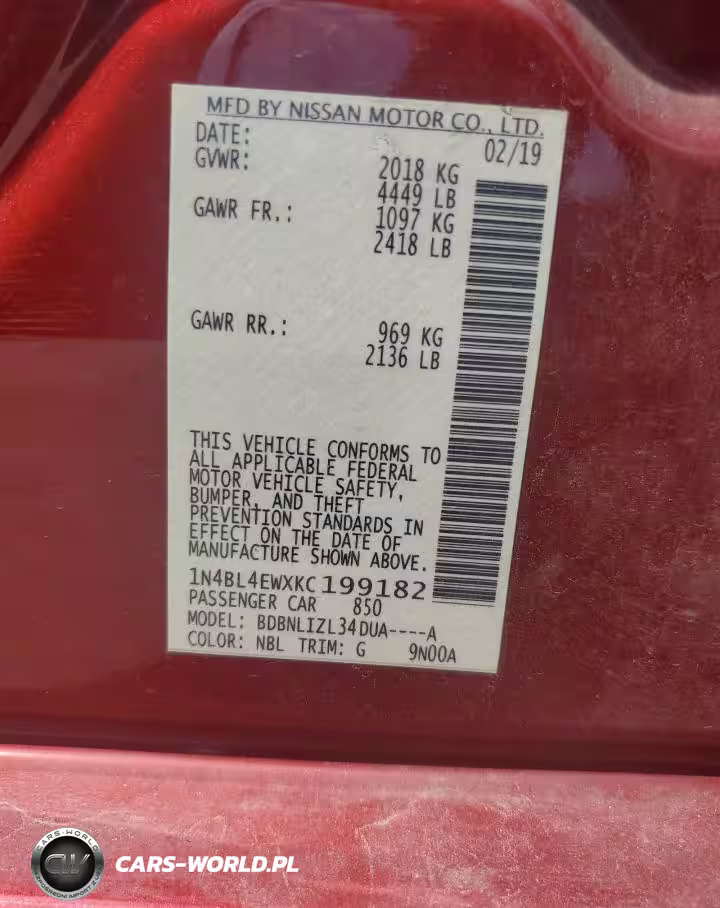 MFD BY NISSAN MOTOR CO., LTD.
DATE: 02/19
GVWR: 2018 KG
4449 LB
GAWR FR.: 1097 KG
2418 LB
GAWR RR.: 969 KG
2136 LB
THIS VEHICLE CONFORMS TO
ALL APPLICABLE FEDERAL
MOTOR VEHICLE SAFETY,
BUMPER, AND THEFT
PREVENTION STANDARDS IN
EFFECT ON THE DATE OF
MANUFACTURE SHOWN ABOVE.
1N4BL4EWXKC199182
PASSENGER CAR 850
MODEL: BDBNLIZL34DUA----A
COLOR: NBL TRIM: G 9N00A
CARS-WORLD
CW
CARS-WORLD.PL